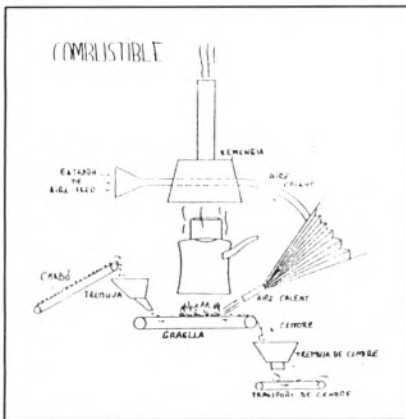 COMBUSTIBLE
XEMENEIA
ENTRADA
DE
AIRE FRED
AIRE
CALENT
CARBÓ
TREMUJA
AIRE CALENT
GRAELLA
CENDRE
TREMUJA DE CENDRE
TRANSPORT DE CENDRE